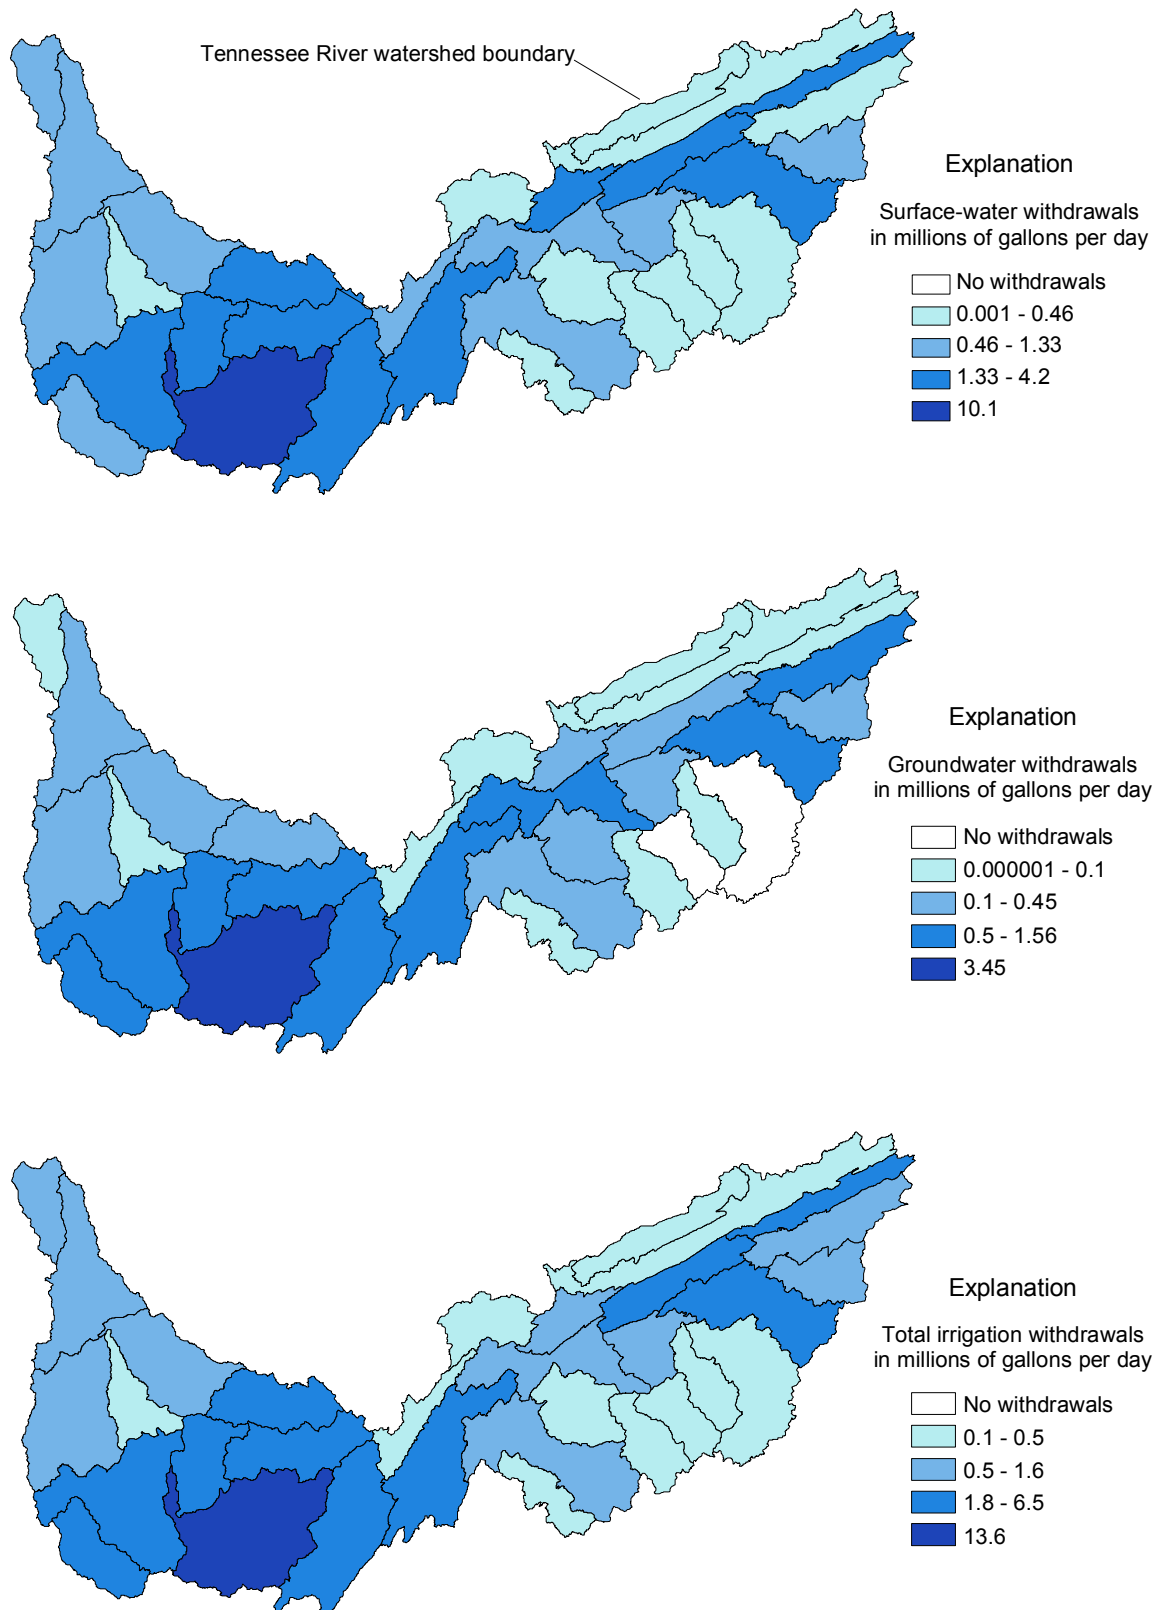 Tennessee River watershed boundary
Explanation
Surface-water withdrawals
in millions of gallons per day
No withdrawals
0.001 - 0.46
0.46 - 1.33
1.33 - 4.2
10.1
Explanation
Groundwater withdrawals
in millions of gallons per day
No withdrawals
0.000001 - 0.1
0.1 - 0.45
0.5 - 1.56
3.45
Explanation
Total irrigation withdrawals
in millions of gallons per day
No withdrawals
0.1 - 0.5
0.5 - 1.6
1.8 - 6.5
13.6